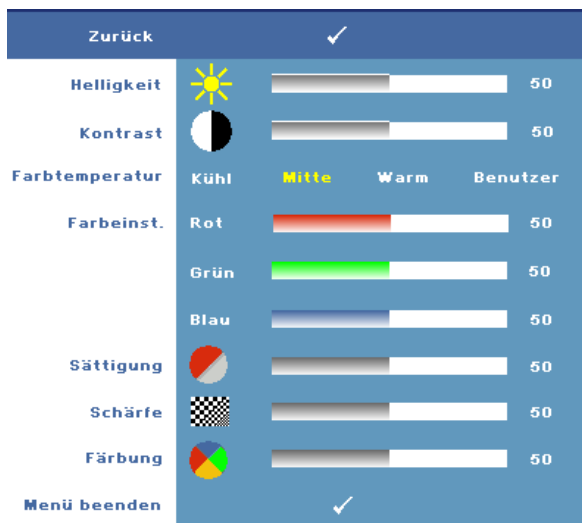 Zurück
Helligkeit 50
Kontrast 50
Farbtemperatur Kühl Mitte Warm Benutzer
Farbeinst. Rot 50
Grün 50
Blau 50
Sättigung 50
Schärfe 50
Färbung 50
Menü beenden